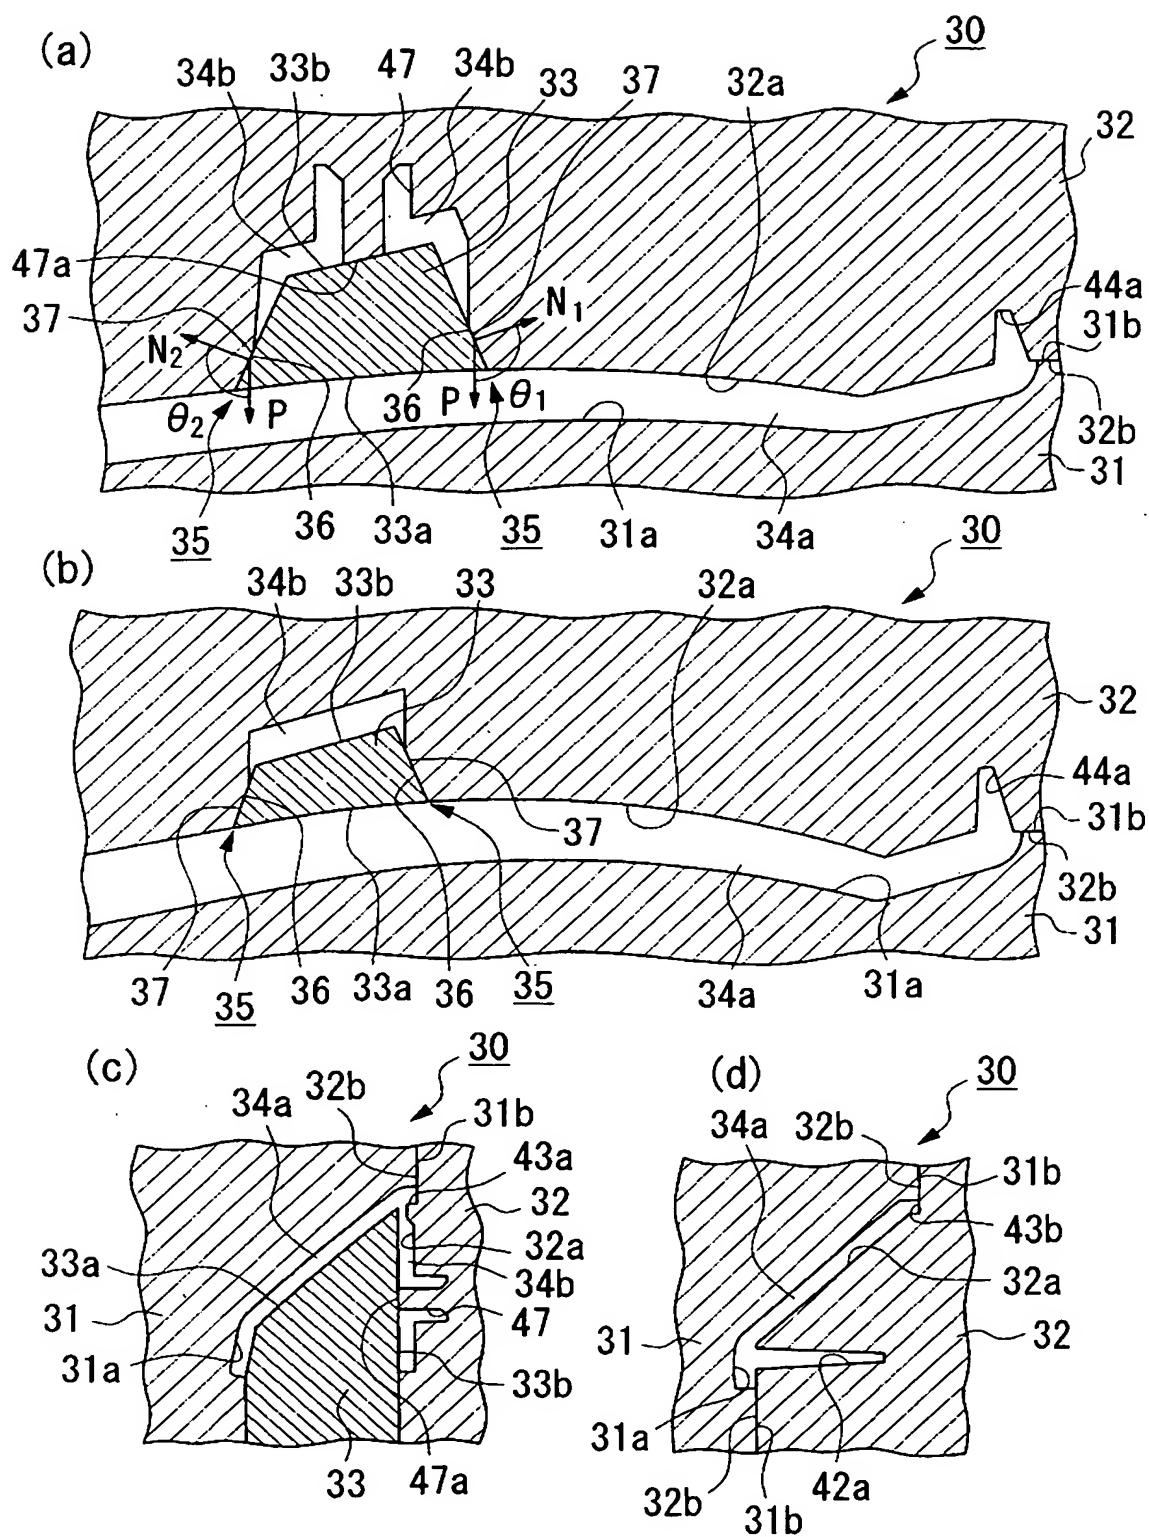 (a)
30
34b 33b 47 34b 33 37 32a
32
47a
37
N1
44a
31b
N2
θ2 P 36 P θ1
32b
31
35 36 33a 35 31a 34a
(b)
30
34b 33b 33 32a
32
44a
31b
37
32b
31
37 35 36 33a 36 35 34a 31a
(c)
30
32b
34a 31b
43a
32
33a 32a
34b
31
47
31a 33b
33 47a
(d)
30
32b
34a
31b
43b
32a
31 32
31a 42a
32b 31b